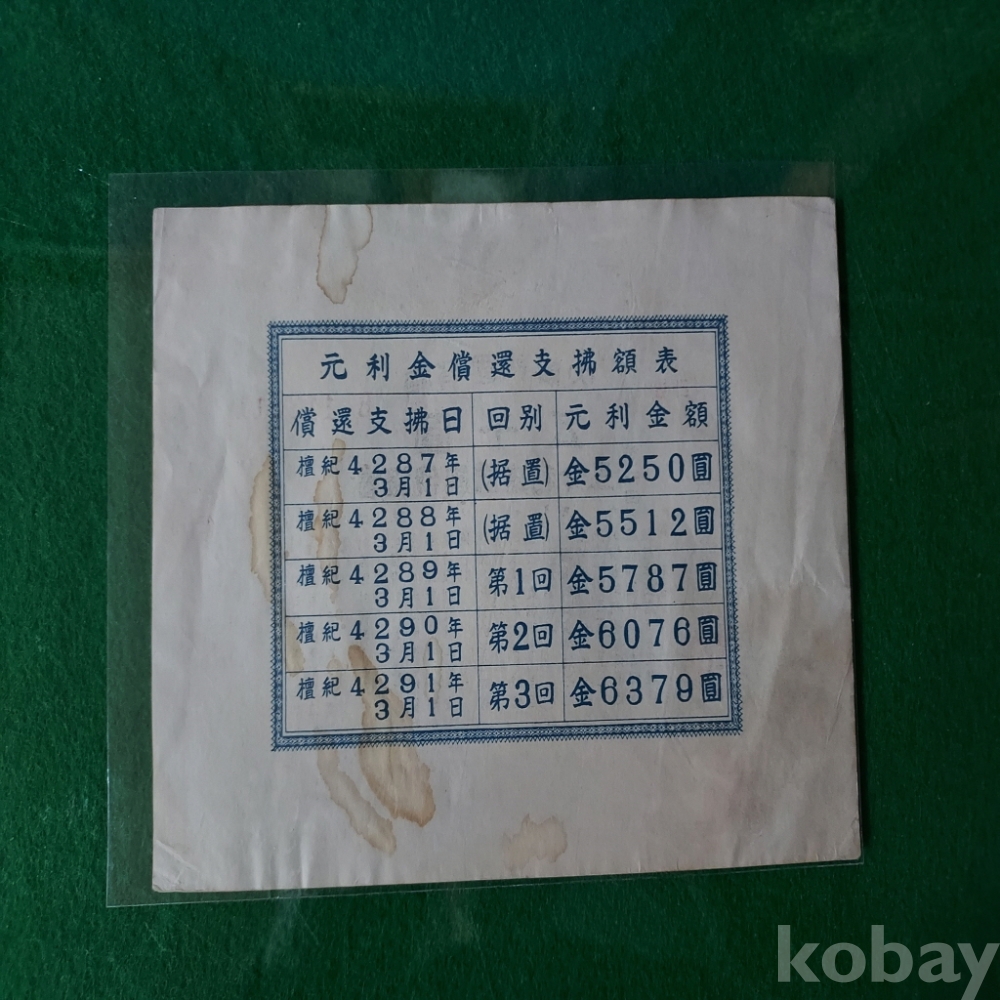 元利金償還支拂額表
償還支拂日 回別 元利金額
檀紀4287年3月1日 (据置) 金5250圓
檀紀4288年3月1日 (据置) 金5512圓
檀紀4289年3月1日 第1回 金5787圓
檀紀4290年3月1日 第2回 金6076圓
檀紀4291年3月1日 第3回 金6379圓
kobay